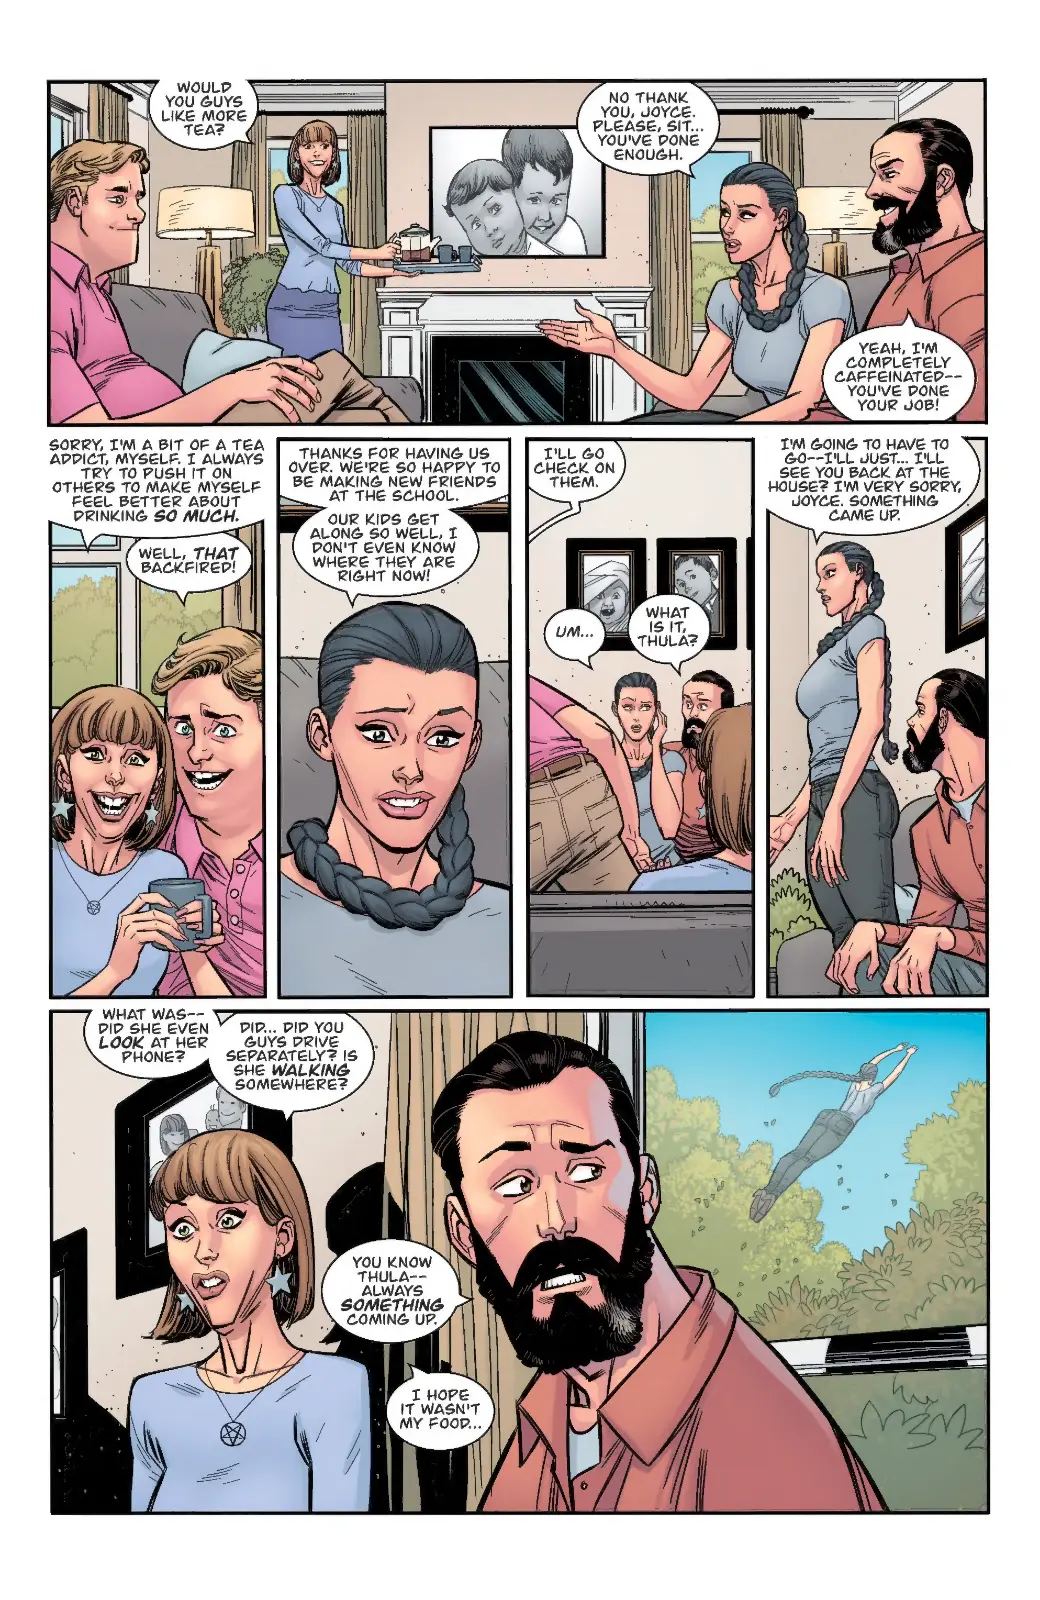 WOULD
YOU GUYS
LIKE MORE
TEA?
NO THANK
YOU, JOYCE.
PLEASE, SIT...
YOU'VE DONE
ENOUGH.
YEAH, I'M
COMPLETELY
CAFFEINATED--
YOU'VE DONE
YOUR JOB!
SORRY, I'M A BIT OF A TEA
ADDICT, MYSELF. I ALWAYS
TRY TO PUSH IT ON
OTHERS TO MAKE MYSELF
FEEL BETTER ABOUT
DRINKING SO MUCH.
WELL, THAT
BACKFIRED!
THANKS FOR HAVING US
OVER. WE'RE SO HAPPY TO
BE MAKING NEW FRIENDS
AT THE SCHOOL.
OUR KIDS GET
ALONG SO WELL, I
DON'T EVEN KNOW
WHERE THEY ARE
RIGHT NOW!
I'LL GO
CHECK ON
THEM.
UM...
WHAT
IS IT,
THULA?
I'M GOING TO HAVE TO
GO--I'LL JUST... I'LL
SEE YOU BACK AT THE
HOUSE? I'M VERY SORRY,
JOYCE. SOMETHING
CAME UP.
WHAT WAS--
DID SHE EVEN
LOOK AT HER
PHONE?
DID... DID YOU
GUYS DRIVE
SEPARATELY? IS
SHE WALKING
SOMEWHERE?
YOU KNOW
THULA--
ALWAYS
SOMETHING
COMING UP.
I HOPE
IT WASN'T
MY FOOD...